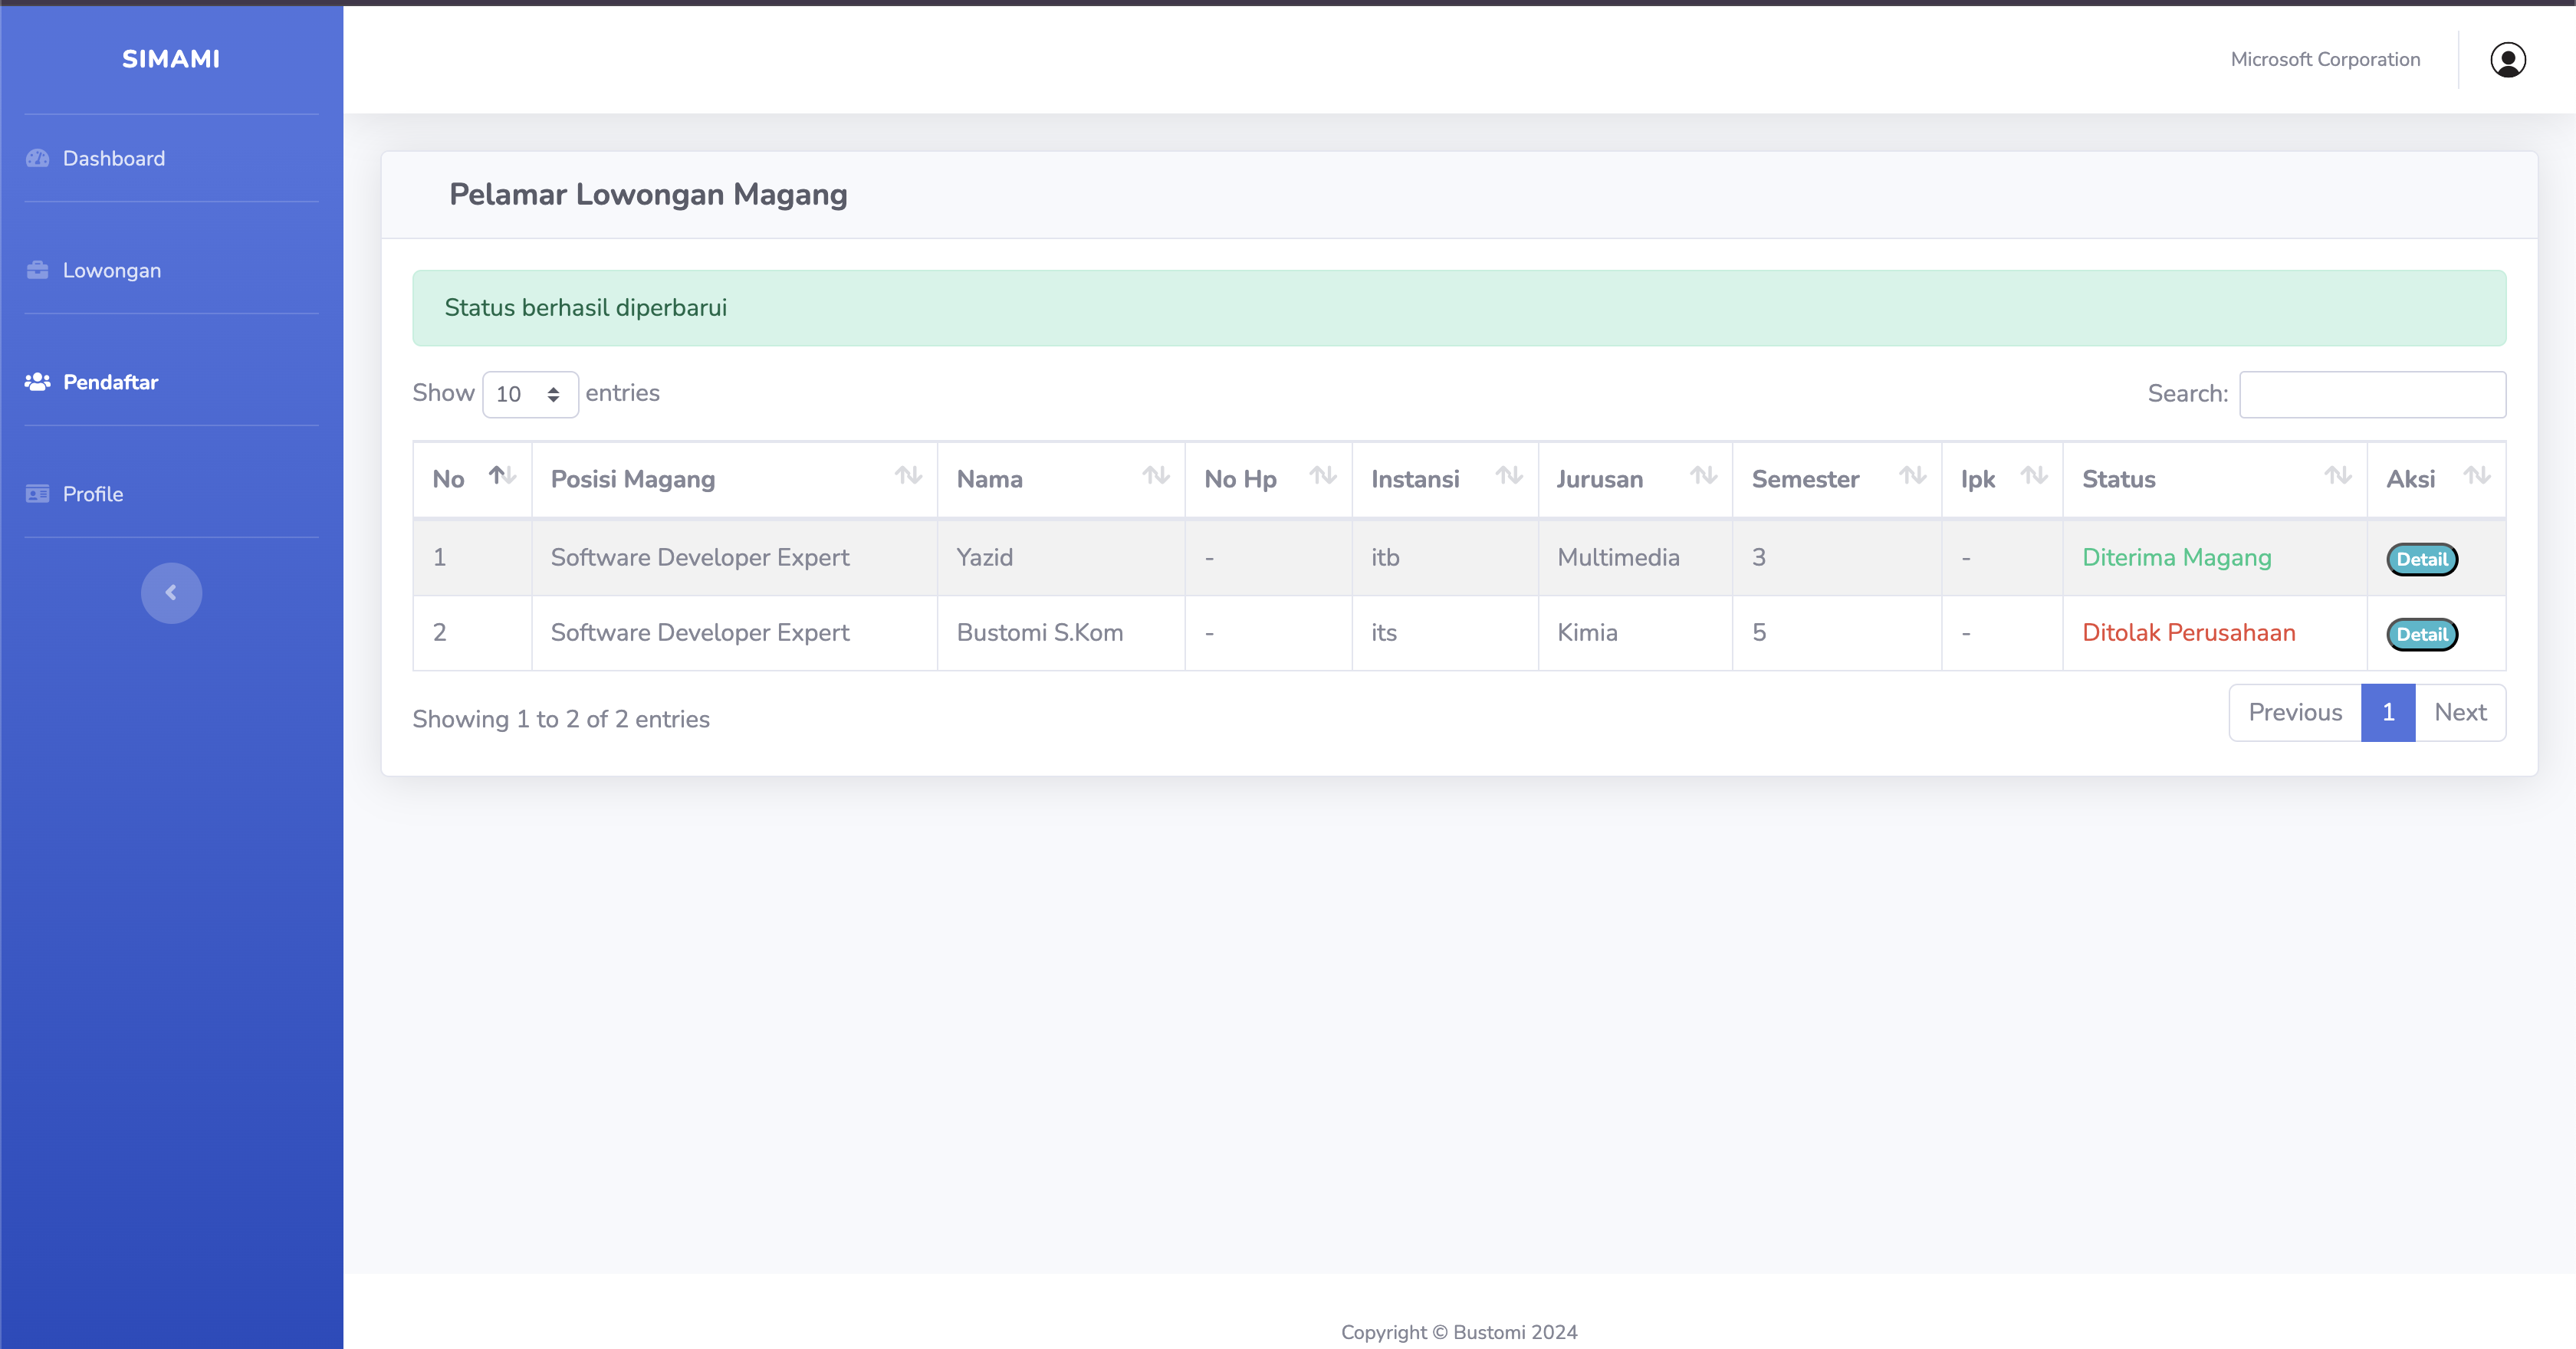 SIMAMI
Microsoft Corporation
Dashboard
Lowongan
Pendaftar
Profile
Pelamar Lowongan Magang
Status berhasil diperbarui
Show 10 entries
Search:
No Posisi Magang Nama No Hp Instansi Jurusan Semester Ipk Status Aksi
1 Software Developer Expert Yazid - itb Multimedia 3 - Diterima Magang Detail
2 Software Developer Expert Bustomi S.Kom - its Kimia 5 - Ditolak Perusahaan Detail
Showing 1 to 2 of 2 entries
Previous 1 Next
Copyright © Bustomi 2024